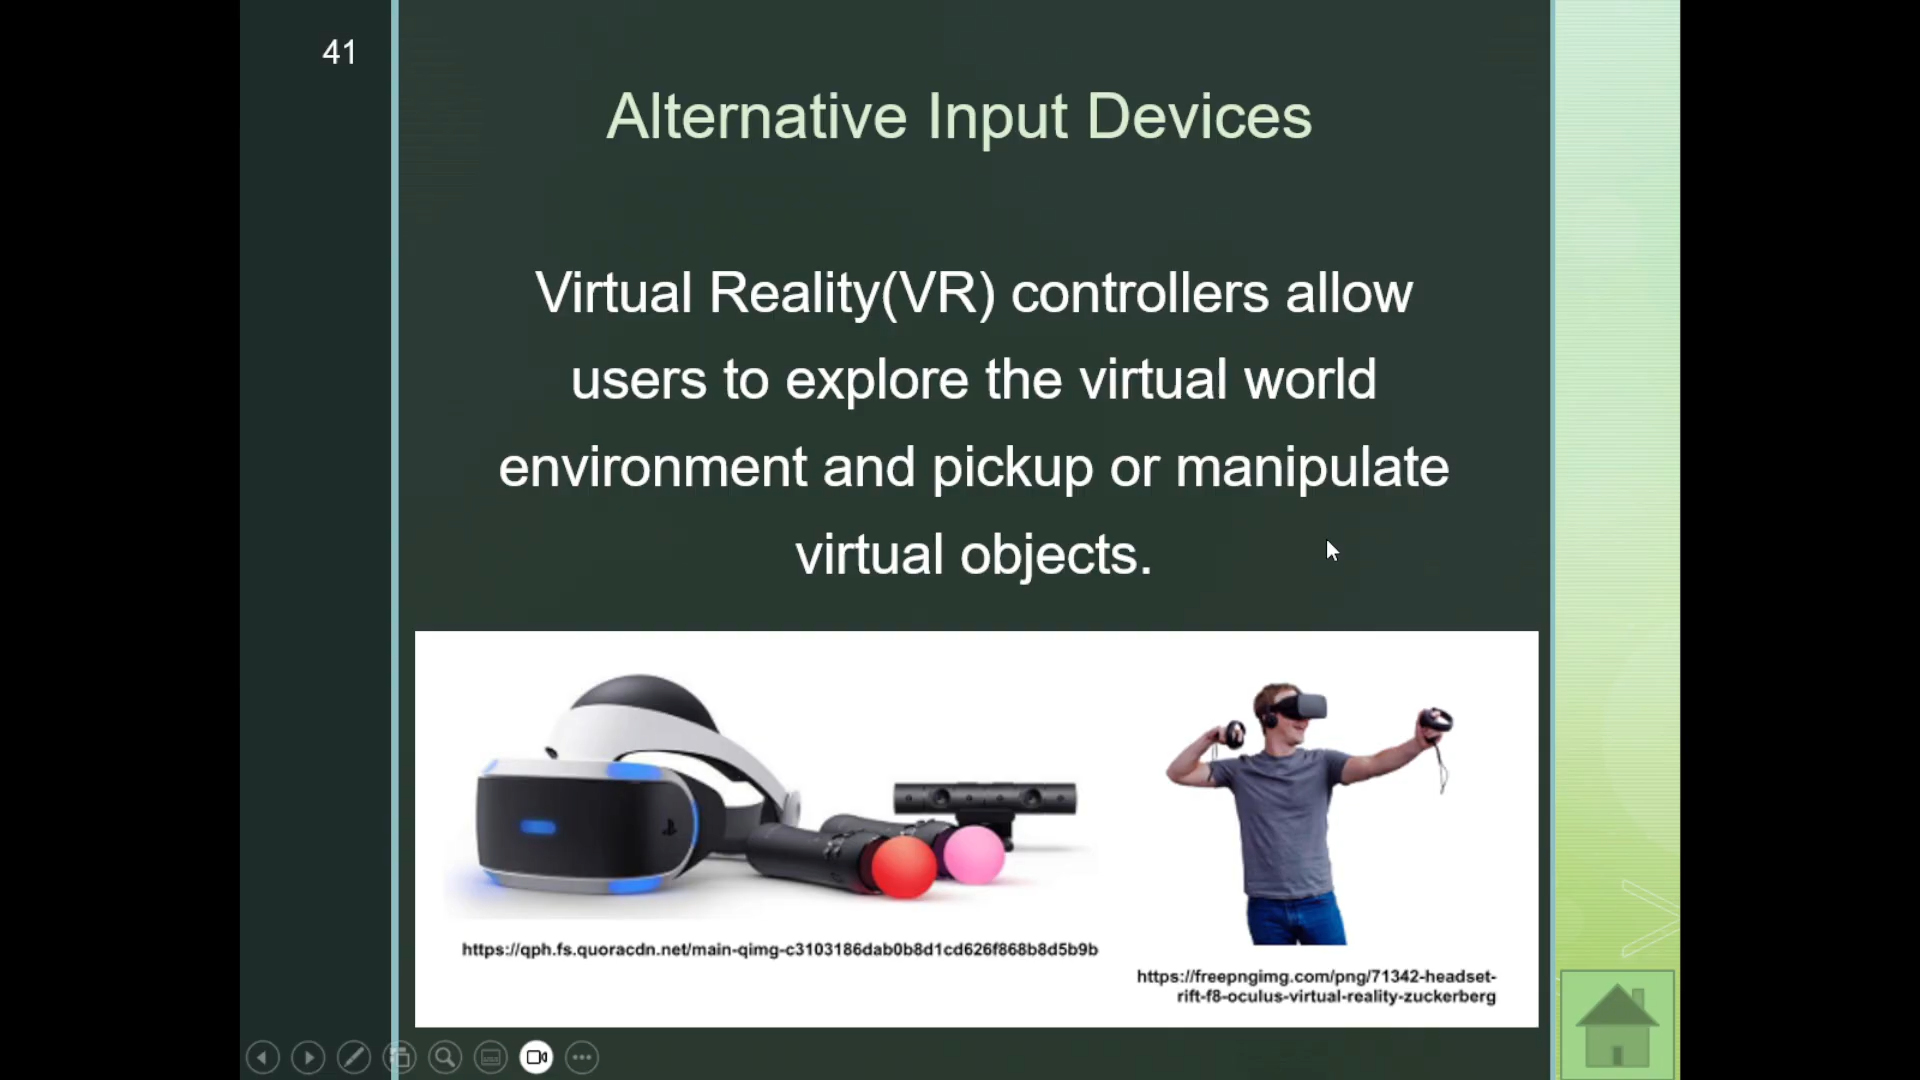 41
Alternative Input Devices
Virtual Reality(VR) controllers allow
users to explore the virtual world
environment and pickup or manipulate
virtual objects.
https://qph.fs.quoracdn.net/main-qimg-c3103186dab0b8d1cd626f868b8d5b9b
https://freepngimg.com/png/71342-headset-
rift-f8-oculus-virtual-reality-zuckerberg